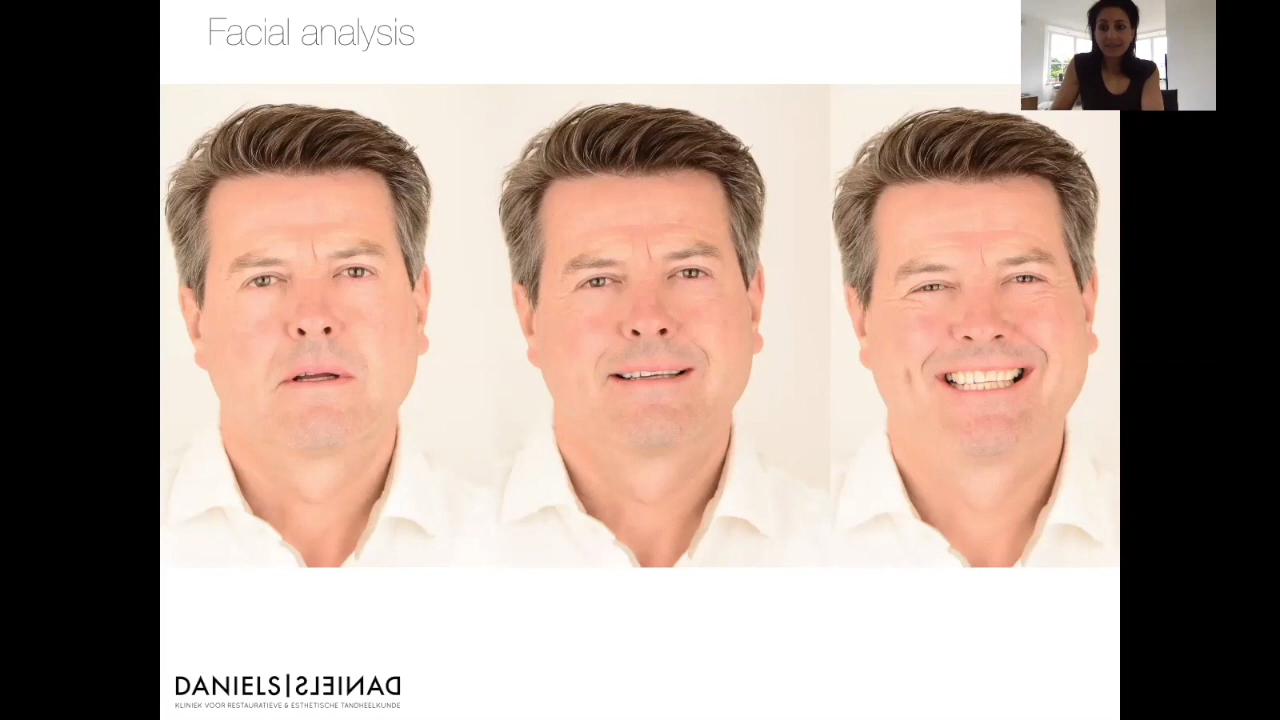 Facial analysis
DANIELS|DANIELS
KLINIEK VOOR RESTAURATIEVE & ESTHETISCHE TANDHEELKUNDE